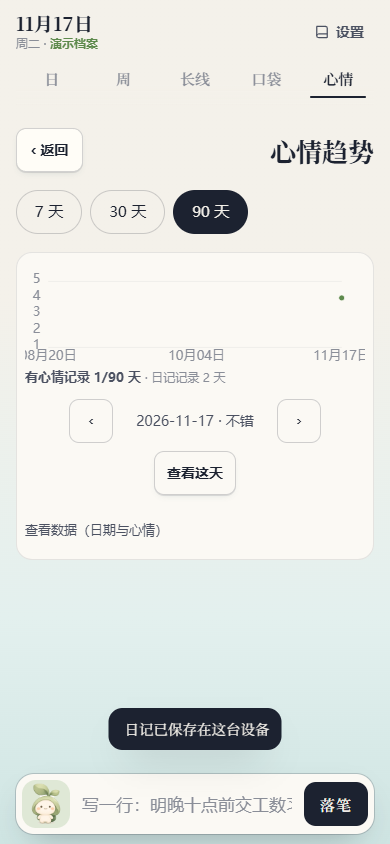 11月17日
周二 · 演示档案
设置
日 周 长线 口袋 心情
‹ 返回
心情趋势
7 天 30 天 90 天
5
4
3
2
1
08月20日 10月04日 11月17日
有心情记录 1/90 天 · 日记记录 2 天
‹ 2026-11-17 · 不错 ›
查看这天
查看数据（日期与心情）
日记已保存在这台设备
写一行：明晚十点前交工数
落笔